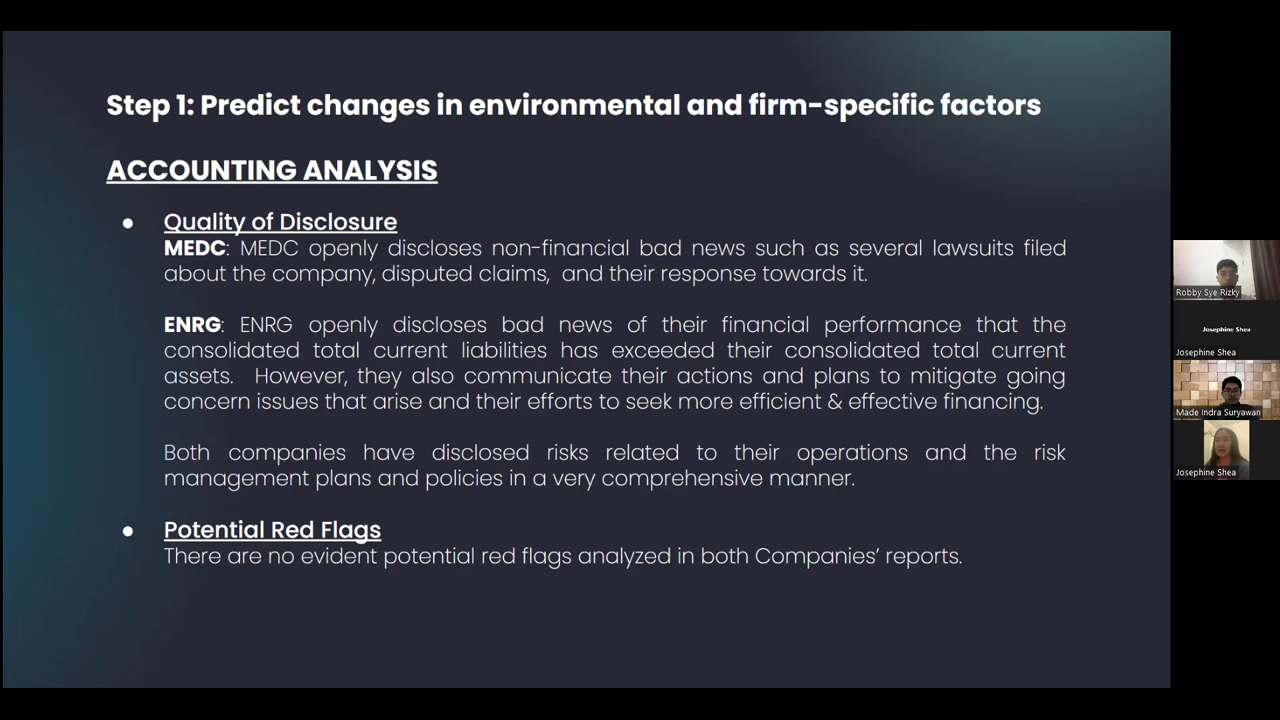 Step 1: Predict changes in environmental and firm-specific factors
ACCOUNTING ANALYSIS
● Quality of Disclosure
MEDC: MEDC openly discloses non-financial bad news such as several lawsuits filed
about the company, disputed claims, and their response towards it.
ENRG: ENRG openly discloses bad news of their financial performance that the
consolidated total current liabilities has exceeded their consolidated total current
assets. However, they also communicate their actions and plans to mitigate going
concern issues that arise and their efforts to seek more efficient & effective financing.
Both companies have disclosed risks related to their operations and the risk
management plans and policies in a very comprehensive manner.
● Potential Red Flags
There are no evident potential red flags analyzed in both Companies’ reports.
Robby Sye Rizky
Josephine Shea
Josephine Shea
Made Indra Suryawan
Josephine Shea